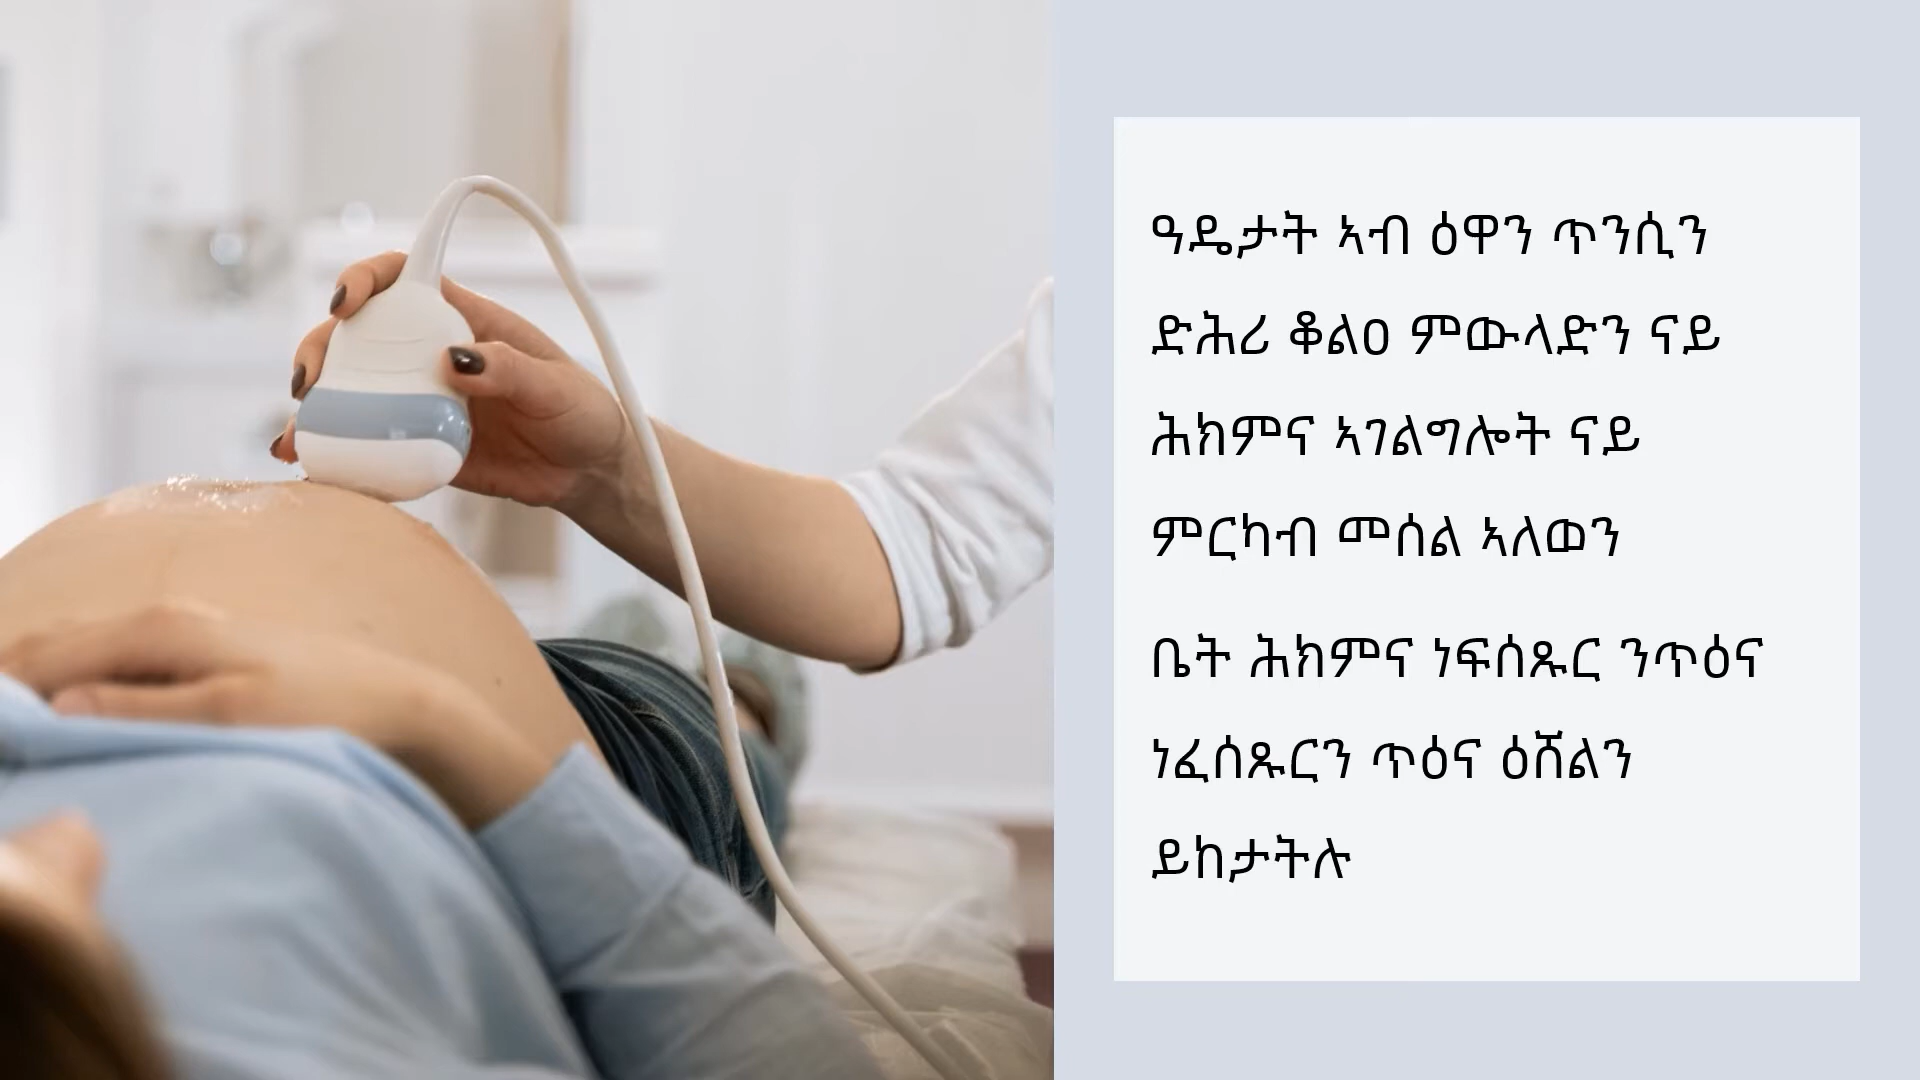 ዓዴታት ኣብ ዕዋን ጥንሲን
ድሕሪ ቆልዐ ምውላድን ናይ
ሕክምና ኣገልግሎት ናይ
ምርካብ መሰል ኣለወን
ቤት ሕክምና ነፍሰጹር ንጥዕና
ነፈሰጹርን ጥዕና ዕሸልን
ይከታትሉ